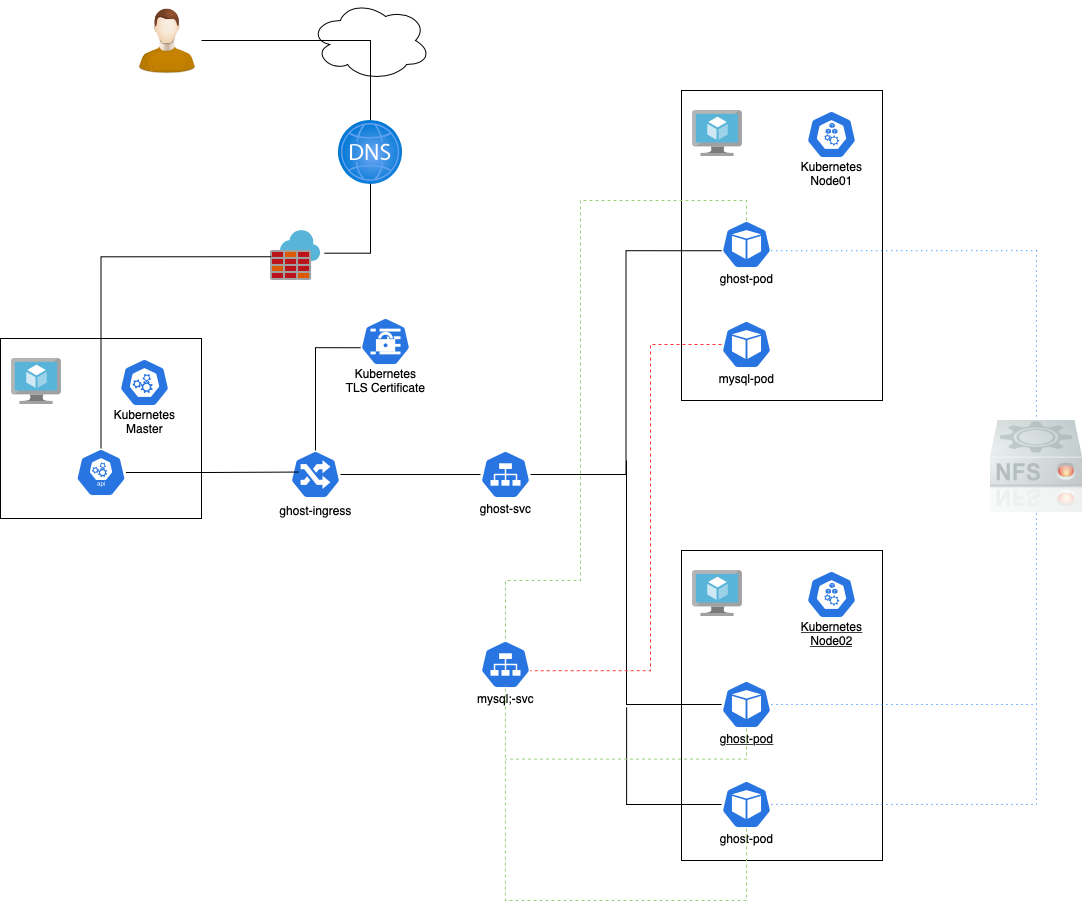 DNS
Kubernetes
Node01
ghost-pod
Kubernetes
TLS Certificate
mysql-pod
Kubernetes
Master
api
ghost-ingress
ghost-svc
NFS
Kubernetes
Node02
mysql;-svc
ghost-pod
ghost-pod